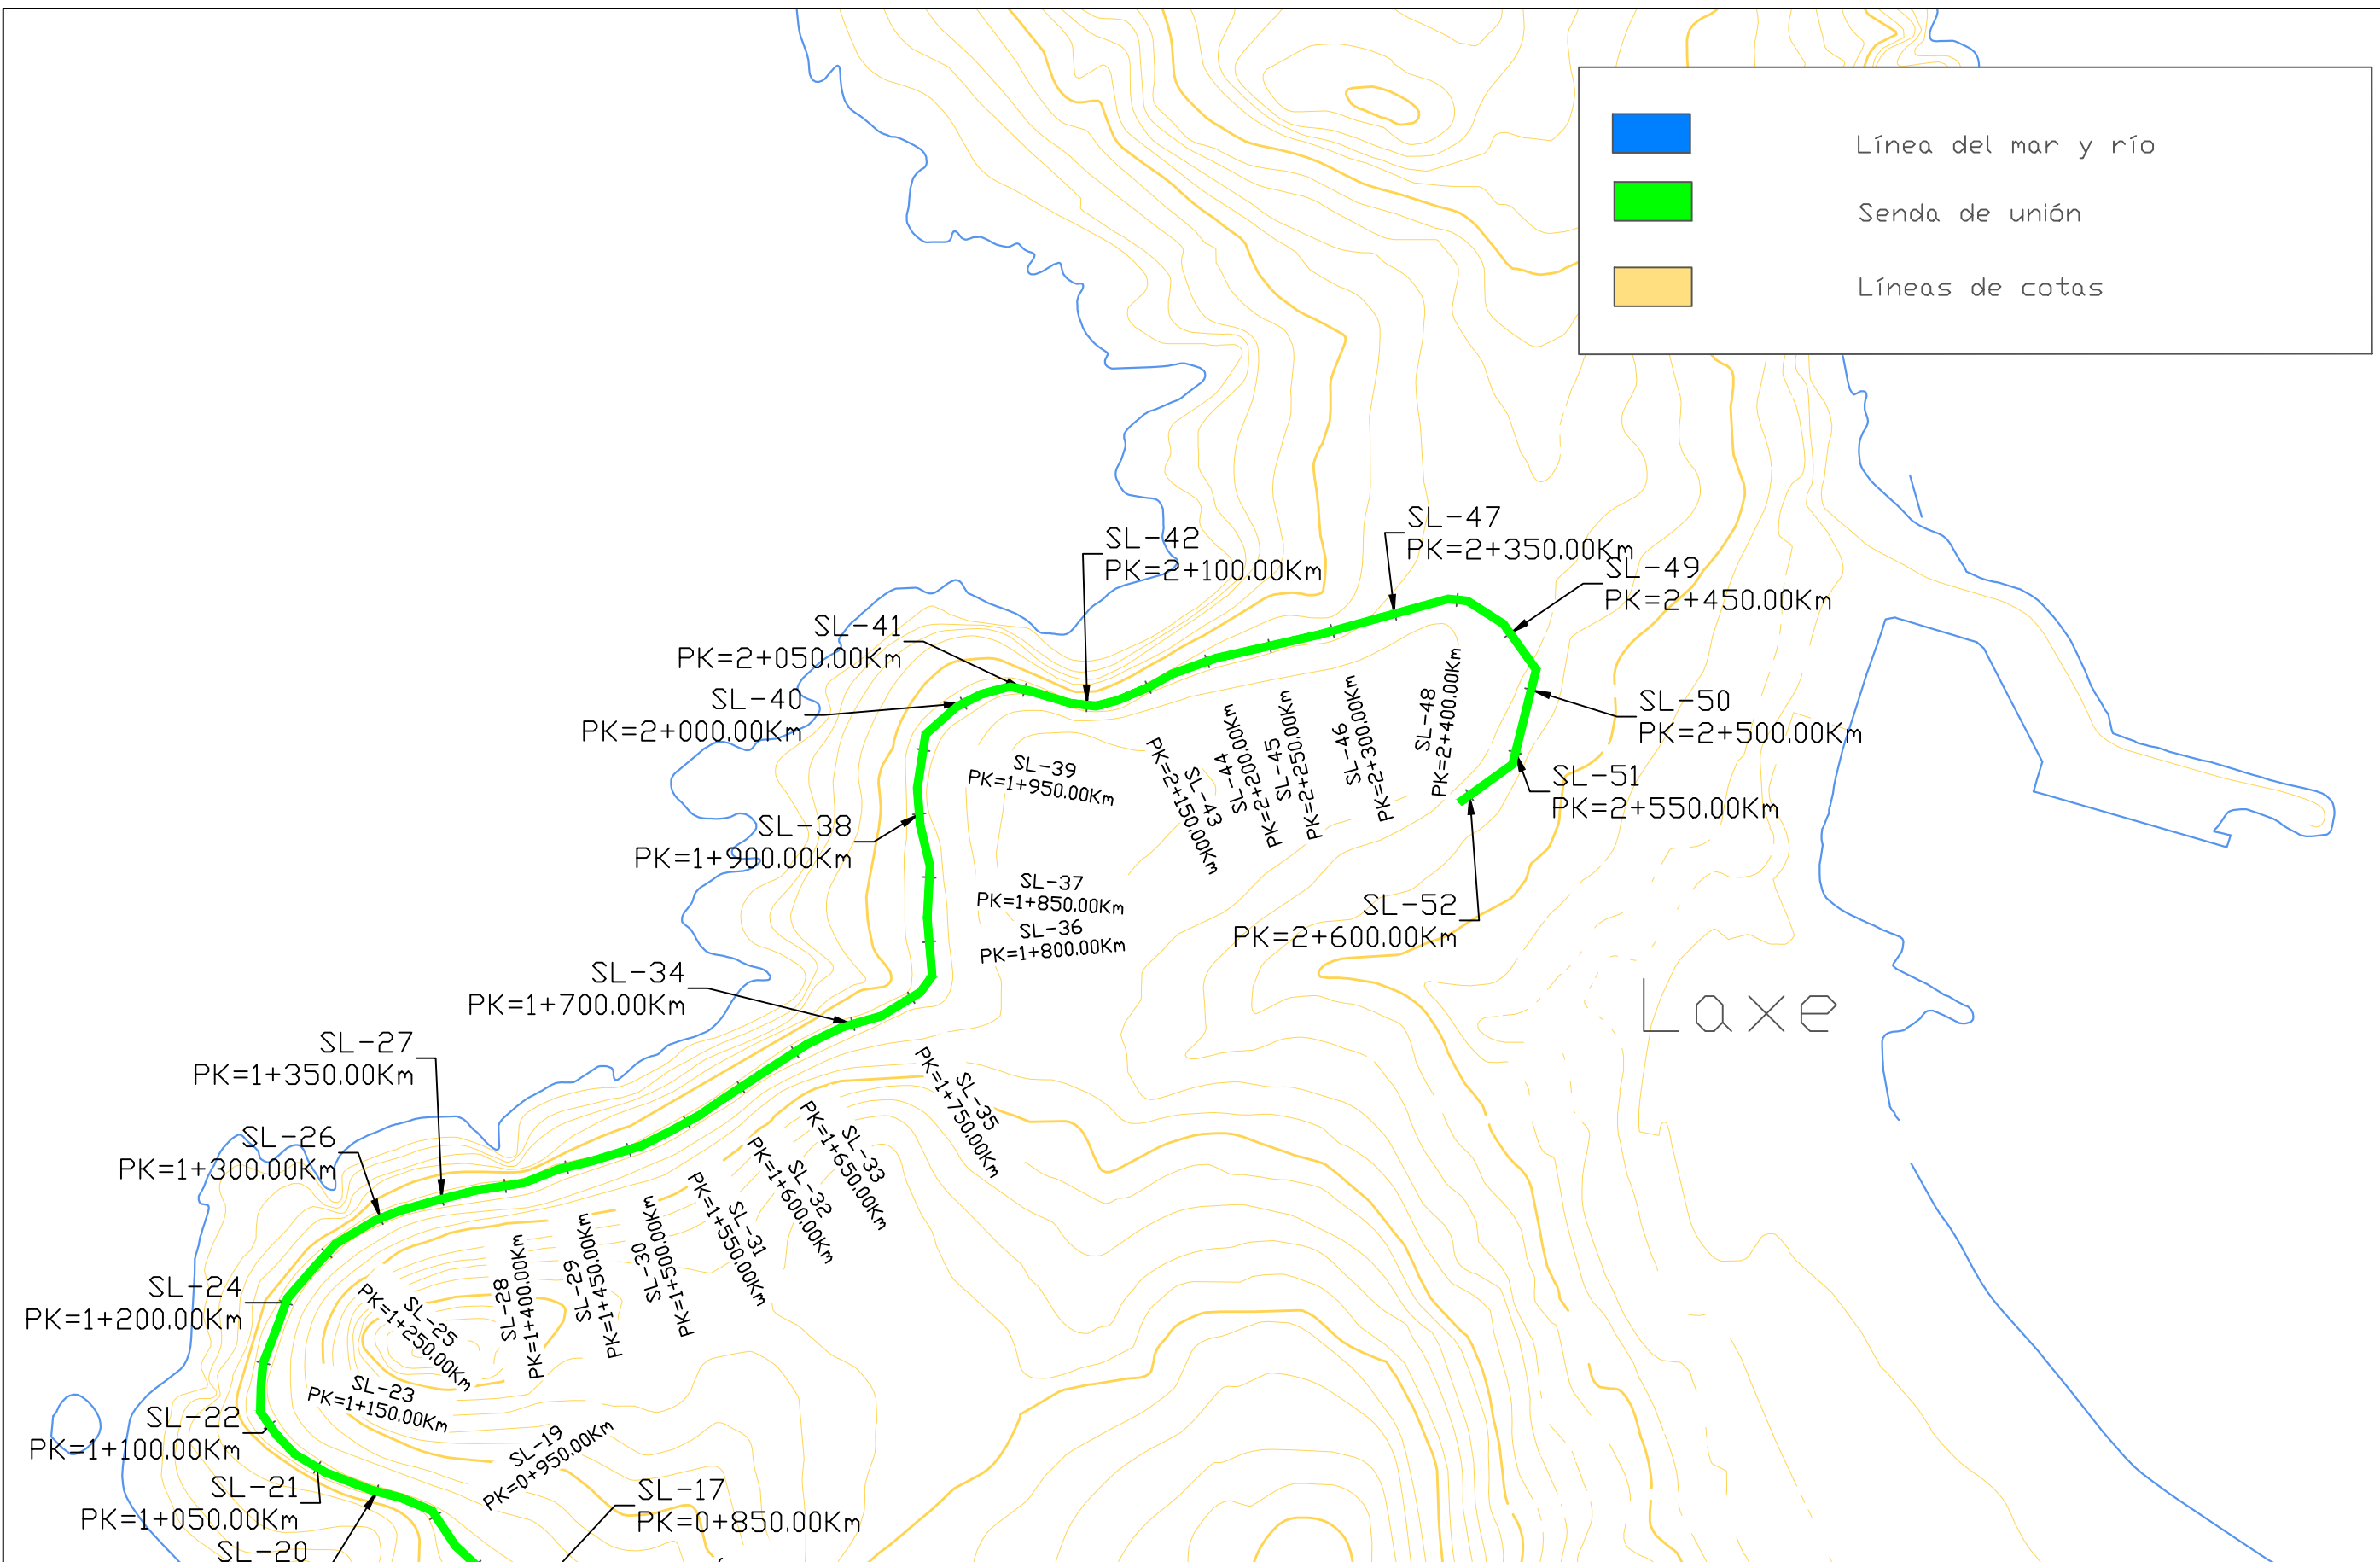 Línea del mar y río
Senda de unión
Líneas de cotas
SL-47
PK=2+350.00Km
SL-42
PK=2+100.00Km
SL-49
PK=2+450.00Km
SL-41
PK=2+050.00Km
SL-40
PK=2+000.00Km
SL-48
PK=2+400.00Km
SL-50
PK=2+500.00Km
SL-39
PK=1+950.00Km
SL-43
PK=2+150.00Km
SL-44
PK=2+200.00Km
SL-45
PK=2+250.00Km
SL-46
PK=2+300.00Km
SL-51
PK=2+550.00Km
SL-38
PK=1+900.00Km
SL-37
PK=1+850.00Km
SL-36
PK=1+800.00Km
SL-52
PK=2+600.00Km
SL-34
PK=1+700.00Km
Laxe
SL-27
PK=1+350.00Km
SL-35
PK=1+750.00Km
SL-33
PK=1+650.00Km
SL-32
PK=1+600.00Km
SL-31
PK=1+550.00Km
SL-30
PK=1+500.00Km
SL-29
PK=1+450.00Km
SL-28
PK=1+400.00Km
SL-26
PK=1+300.00Km
SL-24
PK=1+200.00Km
SL-25
PK=1+250.00Km
SL-23
PK=1+150.00Km
SL-22
PK=1+100.00Km
SL-19
PK=0+950.00Km
SL-21
PK=1+050.00Km
SL-17
PK=0+850.00Km
SL-20